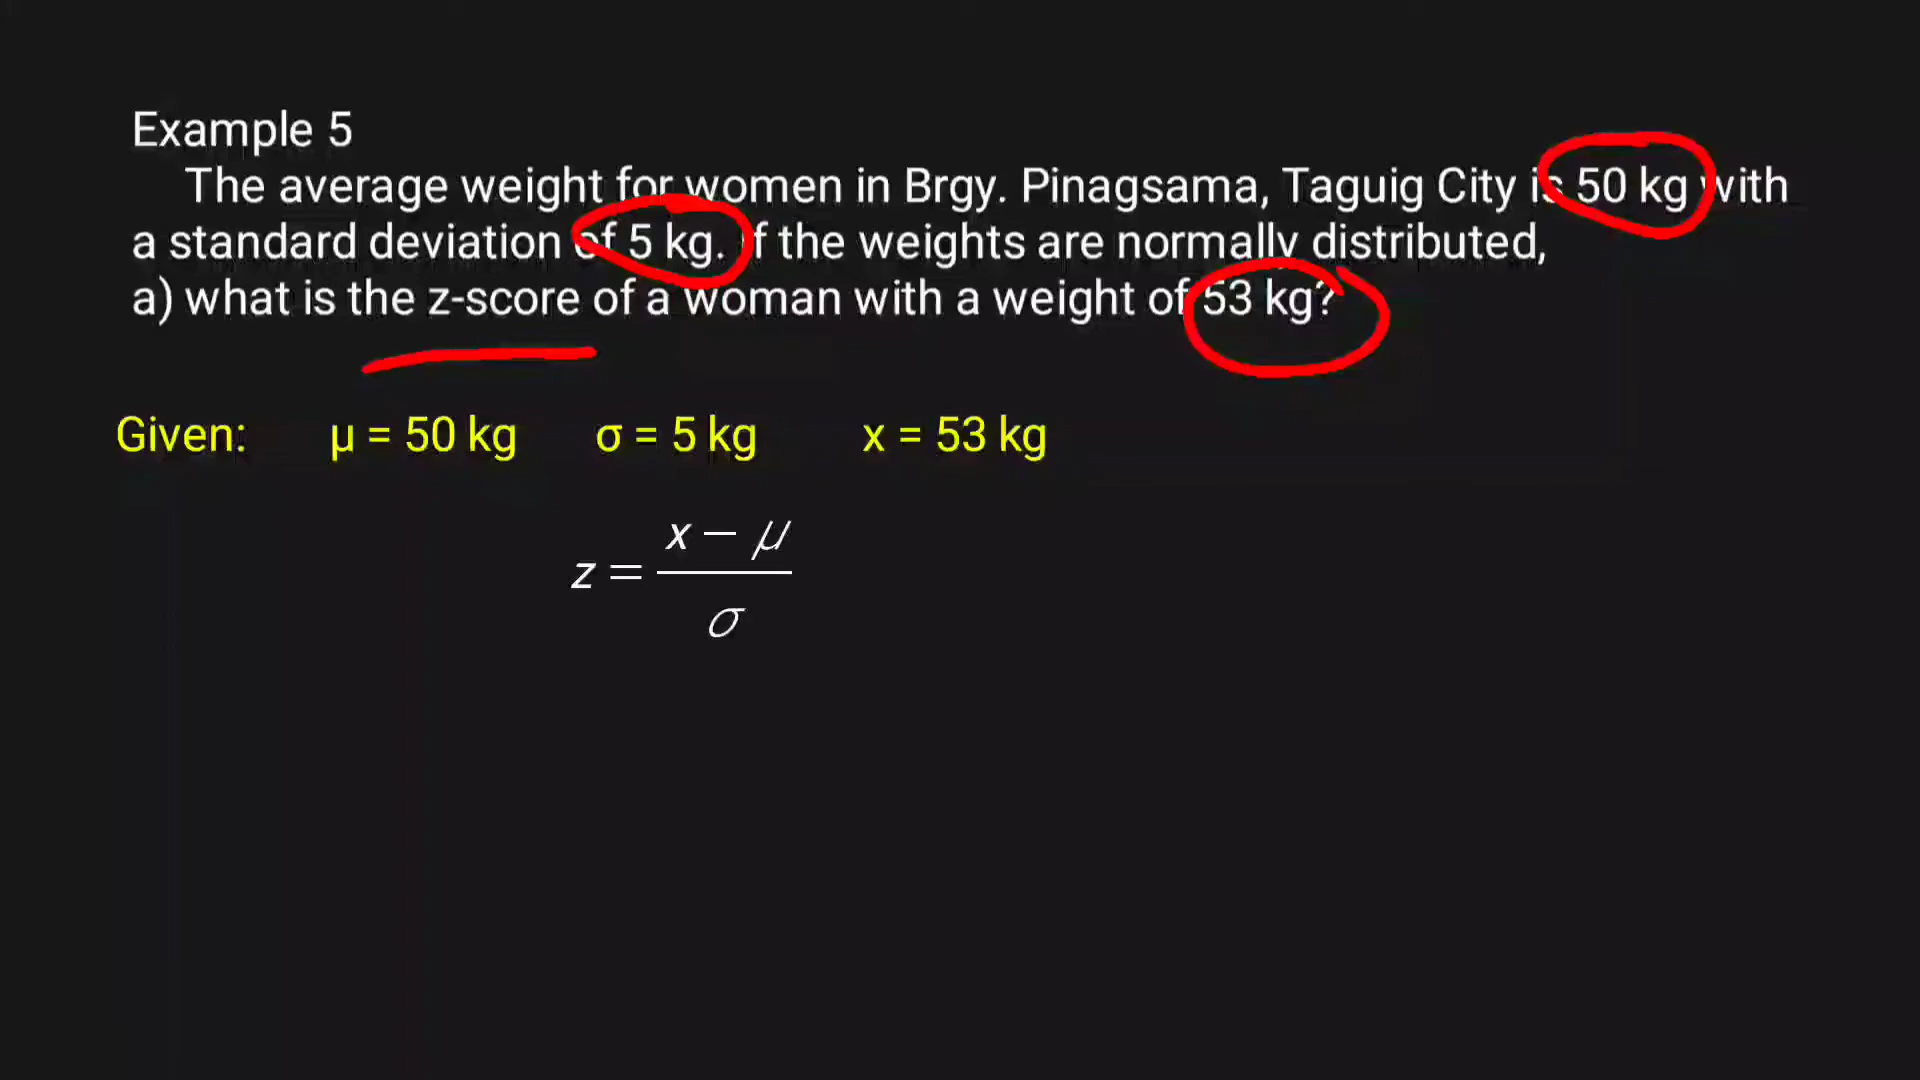 Example 5
The average weight for women in Brgy. Pinagsama, Taguig City is 50 kg with
a standard deviation of 5 kg. If the weights are normally distributed,
a) what is the z-score of a woman with a weight of 53 kg?
Given: μ = 50 kg σ = 5 kg x = 53 kg
z = (x − μ) / σ